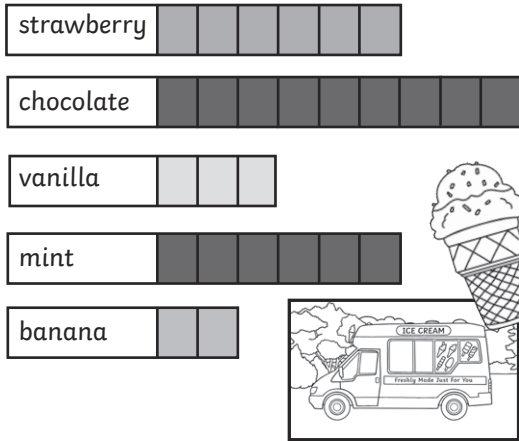 strawberry
chocolate
vanilla
mint
banana
ICE CREAM
Freshly Made Just For You